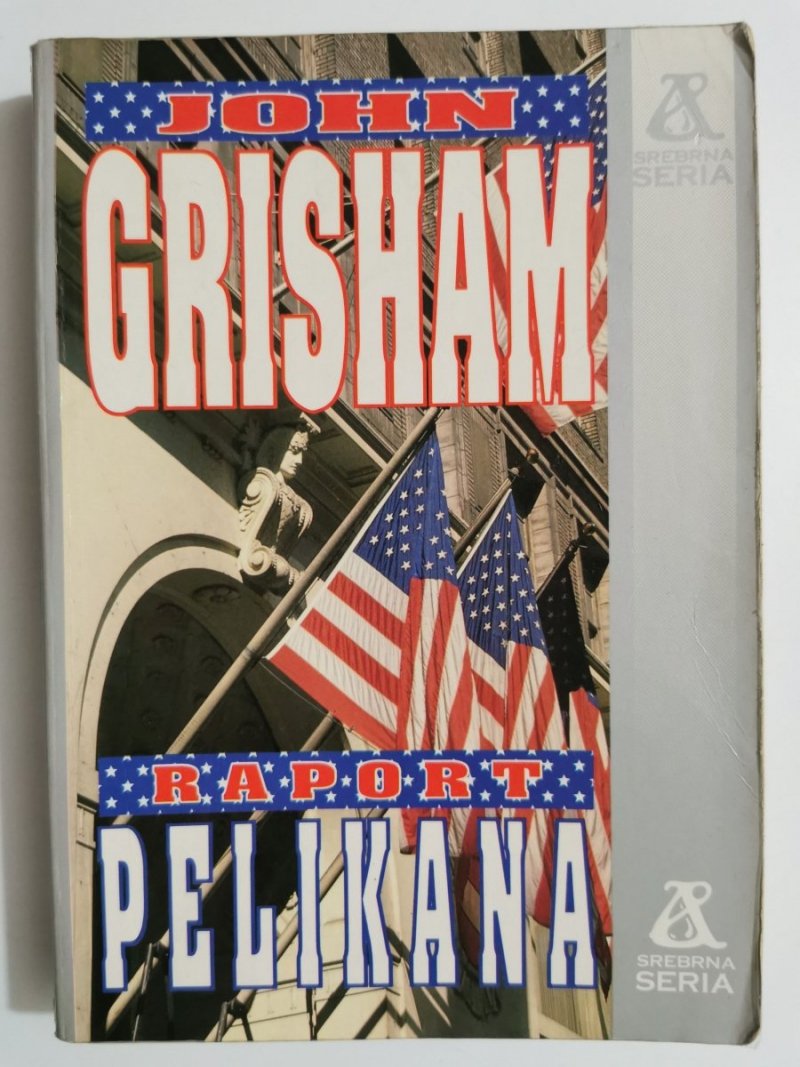 JOHN
GRISHAM
RAPORT
PELIKANA
SREBRNA
SERIA
SREBRNA
SERIA